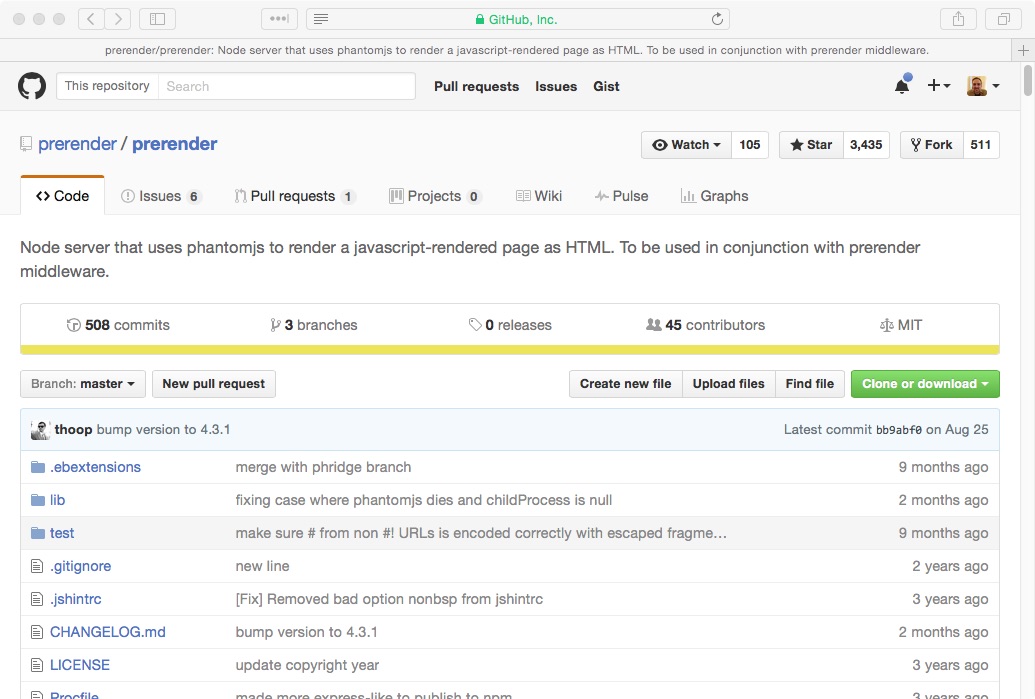 GitHub, Inc.
prerender/prerender: Node server that uses phantomjs to render a javascript-rendered page as HTML. To be used in conjunction with prerender middleware.
This repository Search Pull requests Issues Gist
prerender / prerender Watch 105 Star 3,435 Fork 511
Code Issues 6 Pull requests 1 Projects 0 Wiki Pulse Graphs
Node server that uses phantomjs to render a javascript-rendered page as HTML. To be used in conjunction with prerender
middleware.
508 commits 3 branches 0 releases 45 contributors MIT
Branch: master New pull request Create new file Upload files Find file Clone or download
thoop bump version to 4.3.1 Latest commit bb9abf0 on Aug 25
.ebextensions merge with phridge branch 9 months ago
lib fixing case where phantomjs dies and childProcess is null 2 months ago
test make sure # from non #! URLs is encoded correctly with escaped fragme… 9 months ago
.gitignore new line 2 years ago
.jshintrc [Fix] Removed bad option nonbsp from jshintrc 3 years ago
CHANGELOG.md bump version to 4.3.1 2 months ago
LICENSE update copyright year 3 years ago
Procfile made more express-like to publish to npm 3 years ago